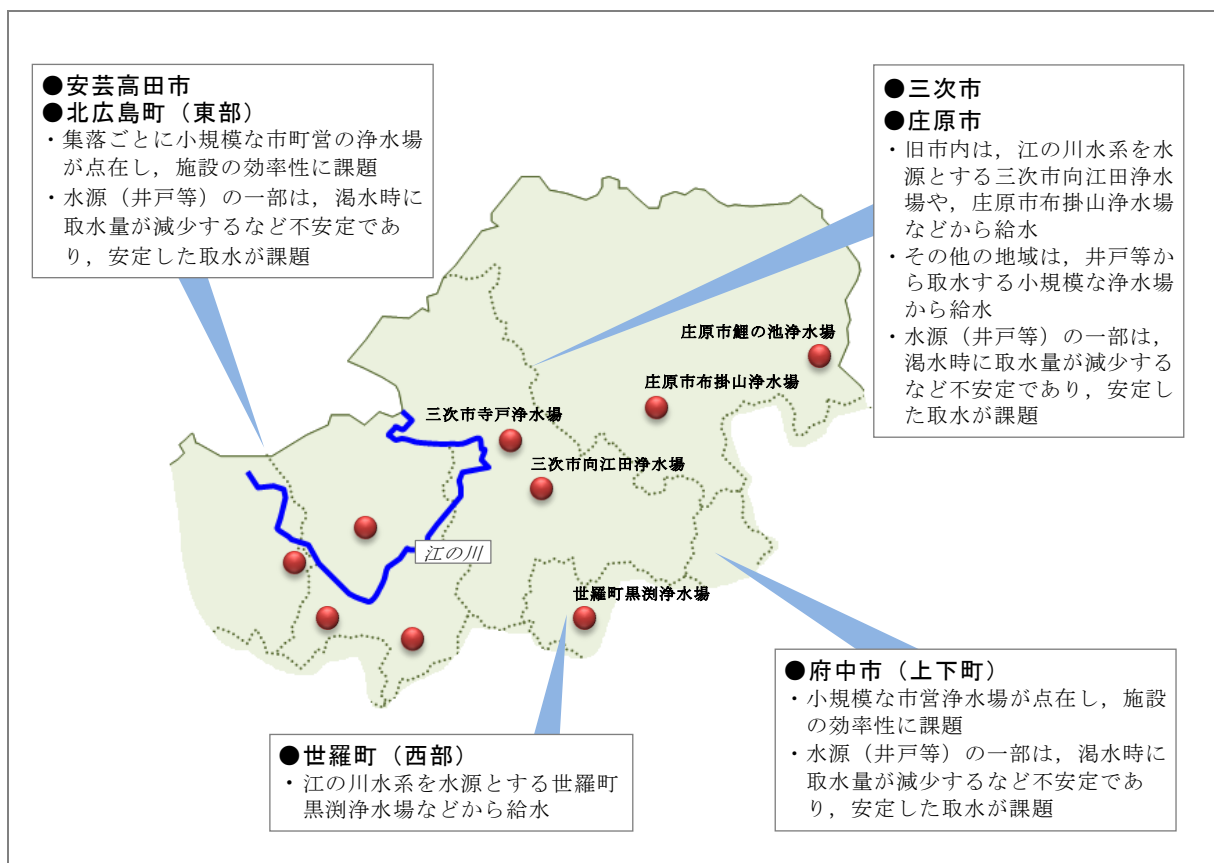 ●安芸高田市
●北広島町（東部）
・集落ごとに小規模な市町営の浄水場
が点在し，施設の効率性に課題
・水源（井戸等）の一部は，渇水時に
取水量が減少するなど不安定であ
り，安定した取水が課題
●三次市
●庄原市
・旧市内は，江の川水系を水
源とする三次市向江田浄水
場や，庄原市布掛山浄水場
などから給水
・その他の地域は，井戸等か
ら取水する小規模な浄水場
から給水
・水源（井戸等）の一部は，
渇水時に取水量が減少する
など不安定であり，安定し
た取水が課題
庄原市鯉の池浄水場
庄原市布掛山浄水場
三次市寺戸浄水場
三次市向江田浄水場
江の川
世羅町黒渕浄水場
●府中市（上下町）
・小規模な市営浄水場が点在し，施設
の効率性に課題
・水源（井戸等）の一部は，渇水時に
取水量が減少するなど不安定であ
り，安定した取水が課題
●世羅町（西部）
・江の川水系を水源とする世羅町
黒渕浄水場などから給水